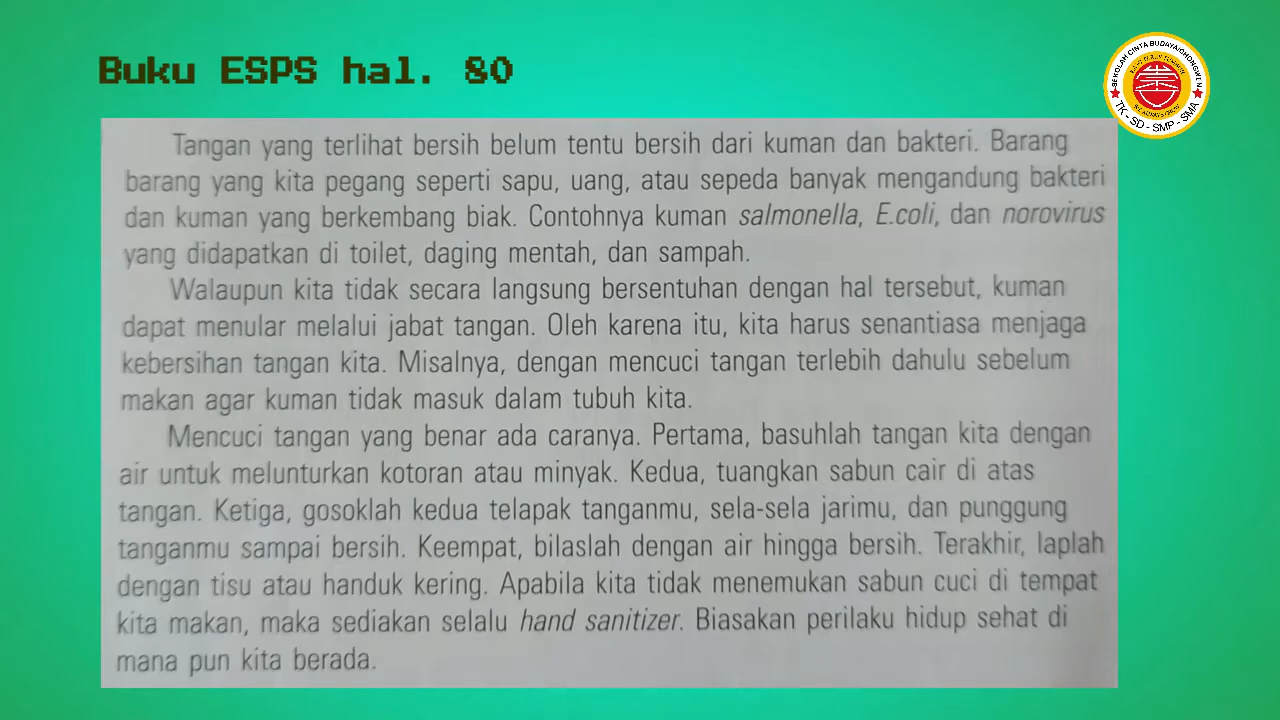 Buku ESPS hal. 80
SEKOLAH CINTA BUDAYA/CHONGWEN
TK - SD - SMP - SMA
Tangan yang terlihat bersih belum tentu bersih dari kuman dan bakteri. Barang
barang yang kita pegang seperti sapu, uang, atau sepeda banyak mengandung bakteri
dan kuman yang berkembang biak. Contohnya kuman salmonella, E.coli, dan norovirus
yang didapatkan di toilet, daging mentah, dan sampah.
Walaupun kita tidak secara langsung bersentuhan dengan hal tersebut, kuman
dapat menular melalui jabat tangan. Oleh karena itu, kita harus senantiasa menjaga
kebersihan tangan kita. Misalnya, dengan mencuci tangan terlebih dahulu sebelum
makan agar kuman tidak masuk dalam tubuh kita.
Mencuci tangan yang benar ada caranya. Pertama, basuhlah tangan kita dengan
air untuk melunturkan kotoran atau minyak. Kedua, tuangkan sabun cair di atas
tangan. Ketiga, gosoklah kedua telapak tanganmu, sela-sela jarimu, dan punggung
tanganmu sampai bersih. Keempat, bilaslah dengan air hingga bersih. Terakhir, laplah
dengan tisu atau handuk kering. Apabila kita tidak menemukan sabun cuci di tempat
kita makan, maka sediakan selalu hand sanitizer. Biasakan perilaku hidup sehat di
mana pun kita berada.